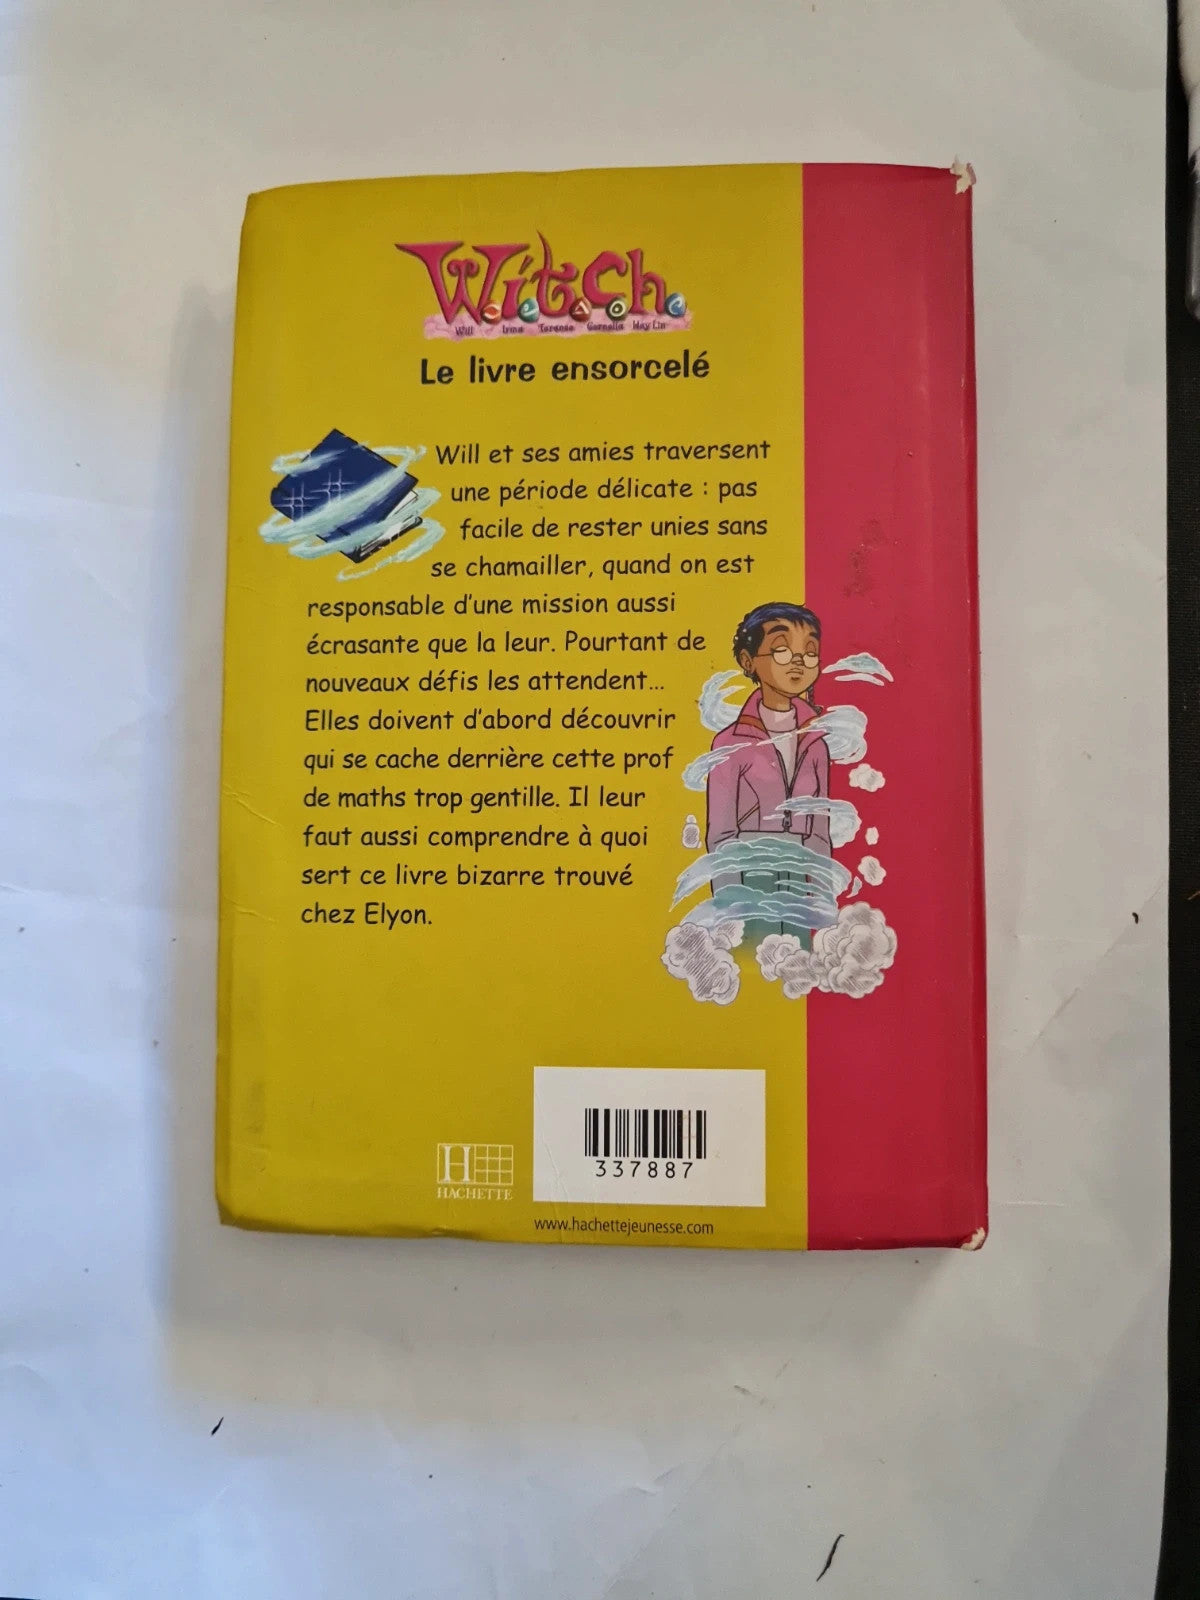 W.i.t.c.h.
Will Irma Taranee Cornelia Hay Lin
Le livre ensorcelé
Will et ses amies traversent
une période délicate : pas
facile de rester unies sans
se chamailler, quand on est
responsable d'une mission aussi
écrasante que la leur. Pourtant de
nouveaux défis les attendent...
Elles doivent d'abord découvrir
qui se cache derrière cette prof
de maths trop gentille. Il leur
faut aussi comprendre à quoi
sert ce livre bizarre trouvé
chez Elyon.
337887
H
HACHETTE
www.hachettejeunesse.com